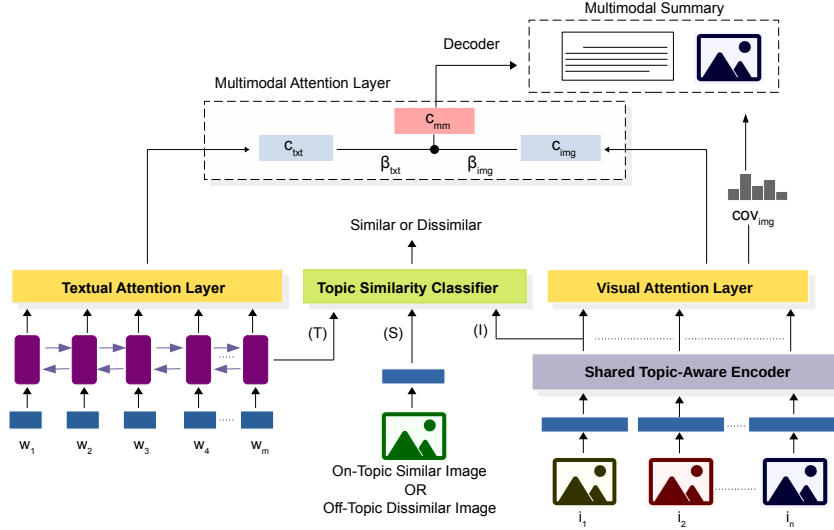 Multimodal Summary
Decoder
Multimodal Attention Layer
c_mm
c_txt
c_img
β_txt
β_img
cov_img
Similar or Dissimilar
Textual Attention Layer
Topic Similarity Classifier
Visual Attention Layer
(T)
(S)
(I)
Shared Topic-Aware Encoder
w_1 w_2 w_3 w_4 w_m
On-Topic Similar Image
OR
Off-Topic Dissimilar Image
i_1 i_2 i_n